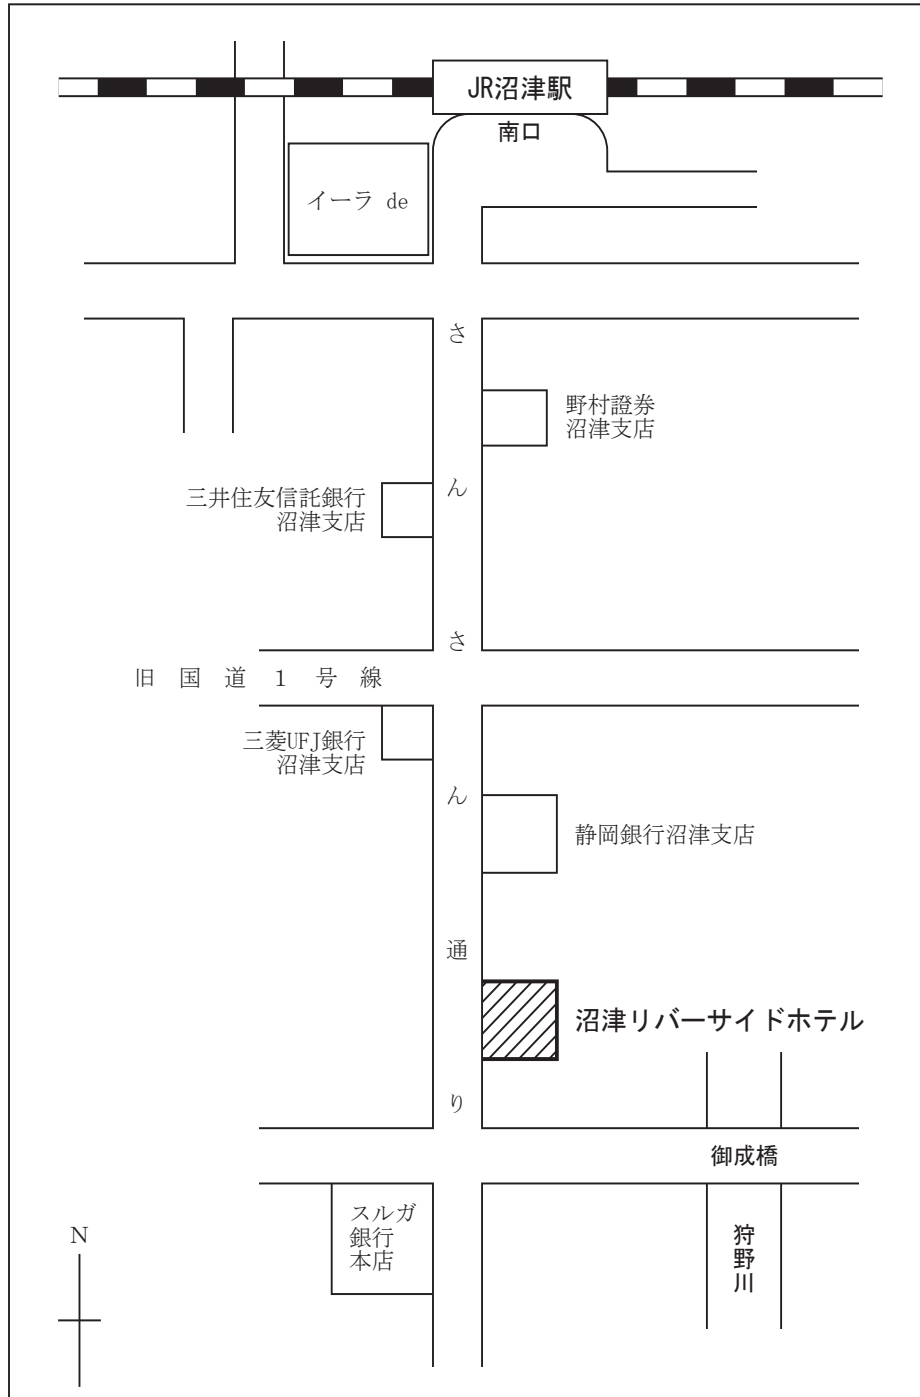 JR沼津駅
南口
イーラ de
さんさん通り
野村證券
沼津支店
三井住友信託銀行
沼津支店
旧国道1号線
三菱UFJ銀行
沼津支店
静岡銀行沼津支店
沼津リバーサイドホテル
御成橋
スルガ
銀行
本店
狩野川
N